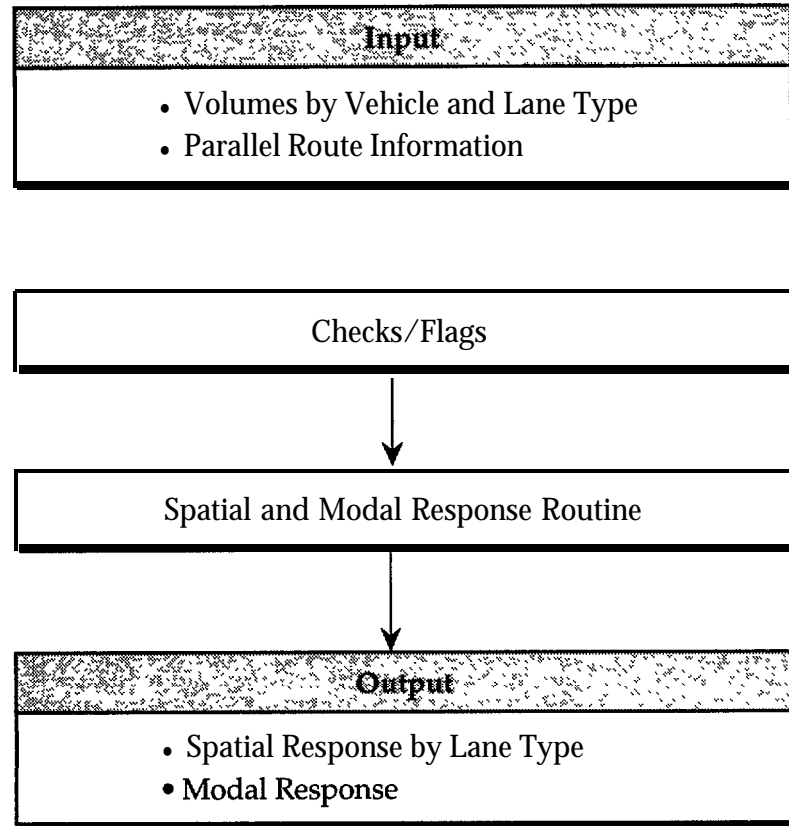 Input
• Volumes by Vehicle and Lane Type
• Parallel Route Information
Checks/Flags
Spatial and Modal Response Routine
Output
• Spatial Response by Lane Type
• Modal Response